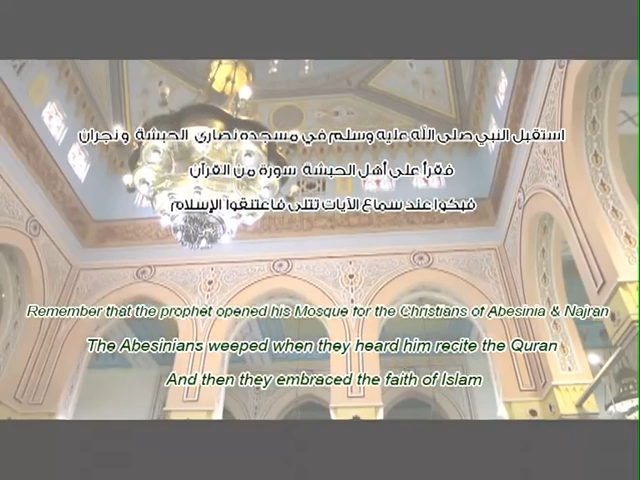 استقبل النبي صلى الله عليه وسلم في مسجده نصارى الحبشة ونجران
فقرأ على أهل الحبشة سورة من القرآن
فبكوا عند سماع الآيات تتلى فاعتنقوا الإسلام
Remember that the prophet opened his Mosque for the Christians of Abesinia & Najran
The Abesinians weeped when they heard him recite the Quran
And then they embraced the faith of Islam